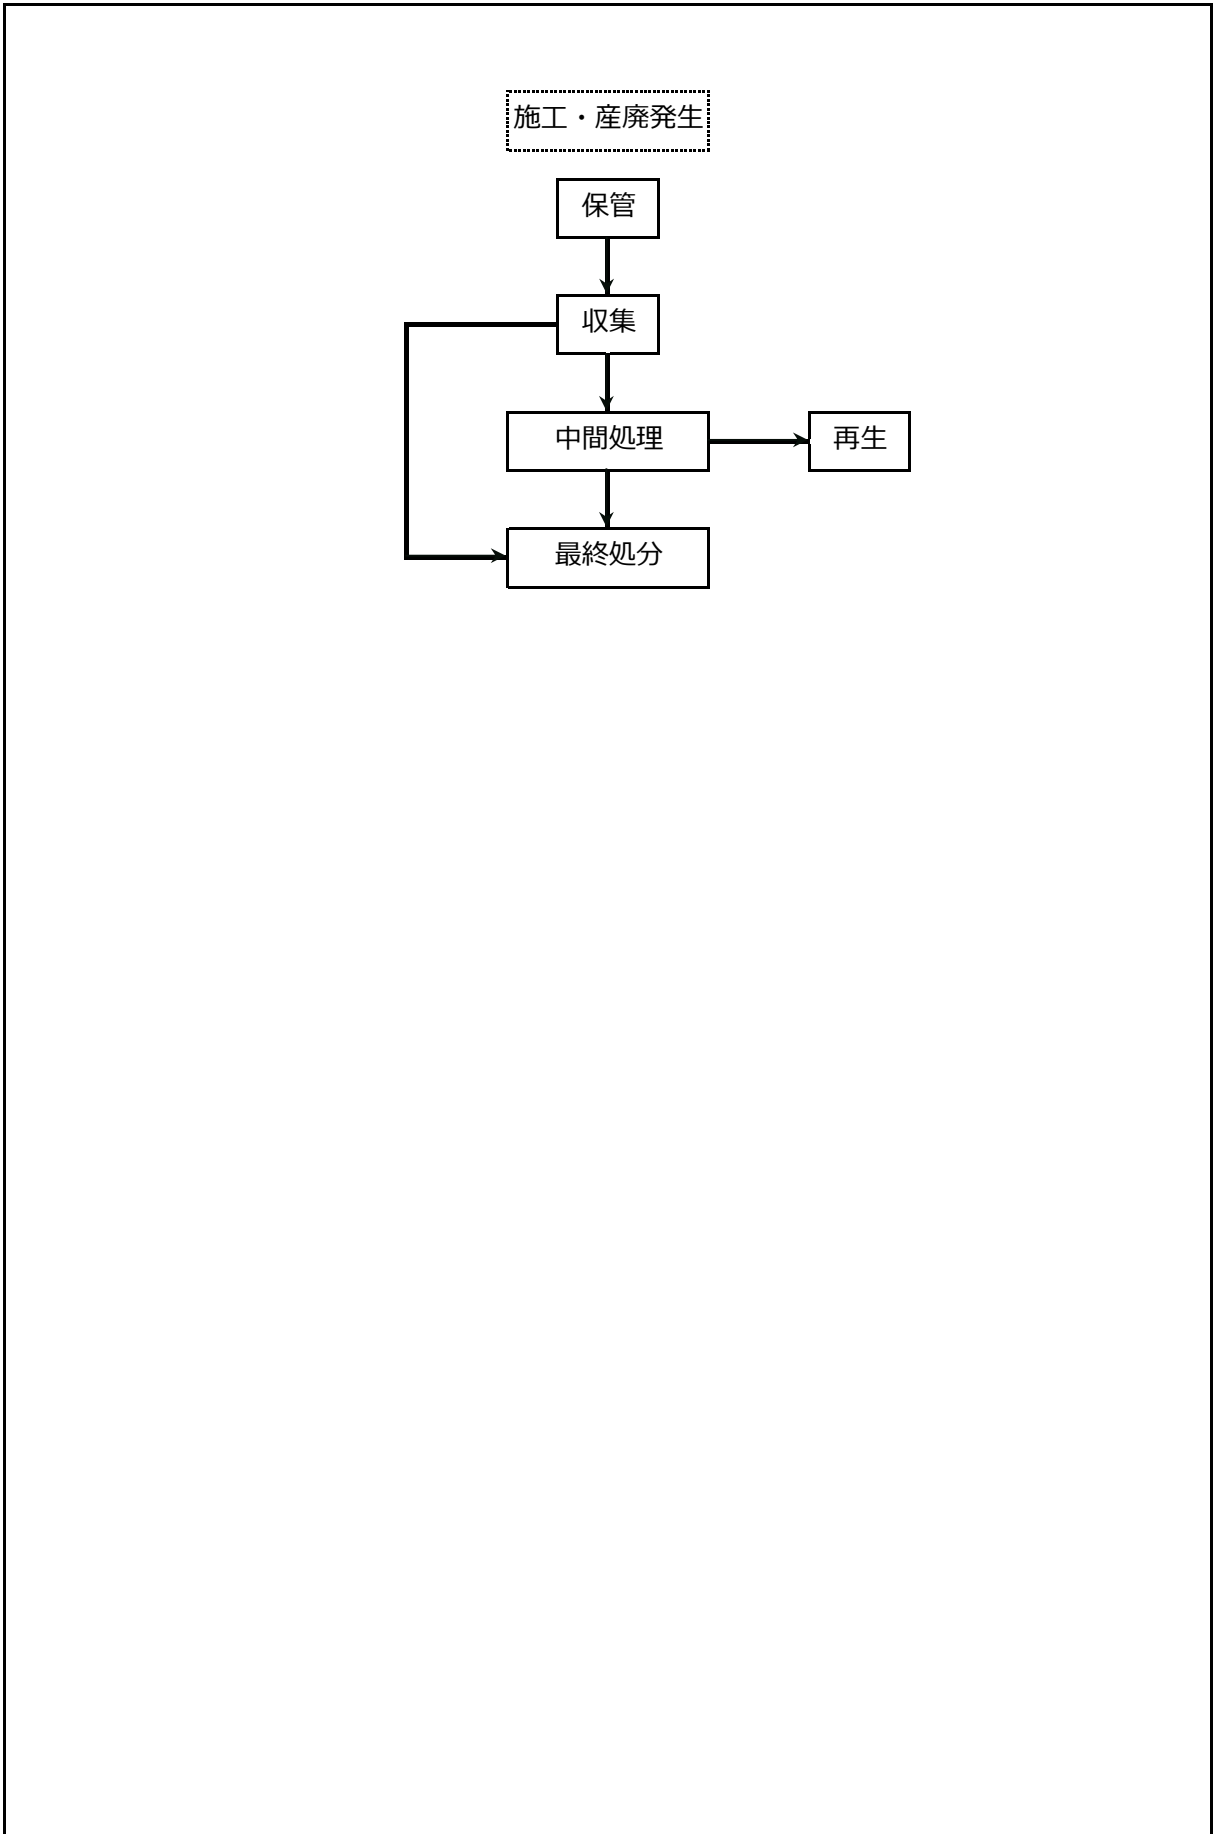 施工・産廃発生
保管
収集
中間処理
再生
最終処分